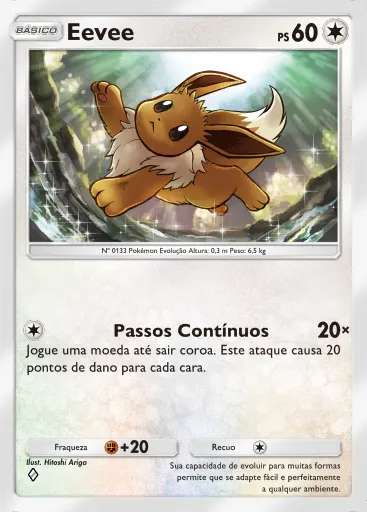 BÁSICO Eevee PS 60
Nº 0133 Pokémon Evolução Altura: 0,3 m Peso: 6,5 kg
Passos Contínuos 20×
Jogue uma moeda até sair coroa. Este ataque causa 20
pontos de dano para cada cara.
Fraqueza +20 Recuo
Ilust. Hitoshi Ariga
Sua capacidade de evoluir para muitas formas
permite que se adapte fácil e perfeitamente
a qualquer ambiente.